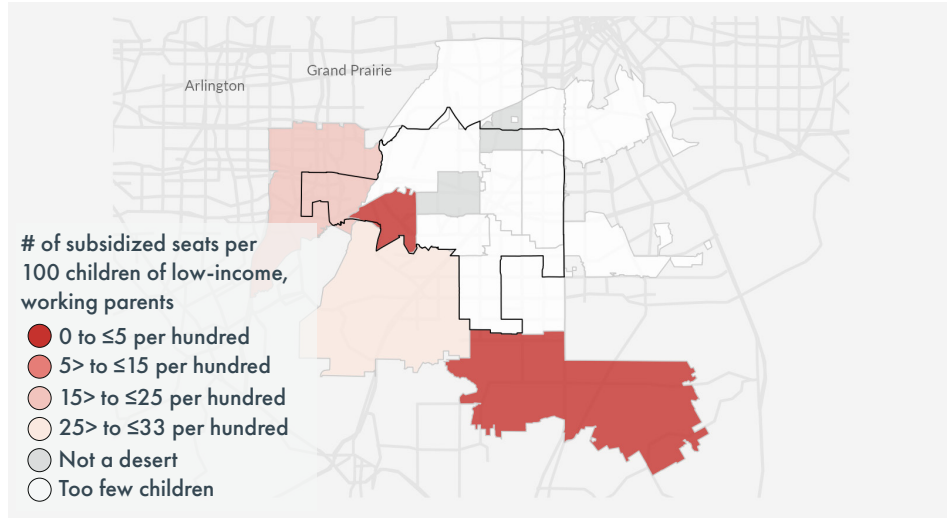 Grand Prairie
Arlington
# of subsidized seats per
100 children of low-income,
working parents
0 to ≤5 per hundred
5> to ≤15 per hundred
15> to ≤25 per hundred
25> to ≤33 per hundred
Not a desert
Too few children